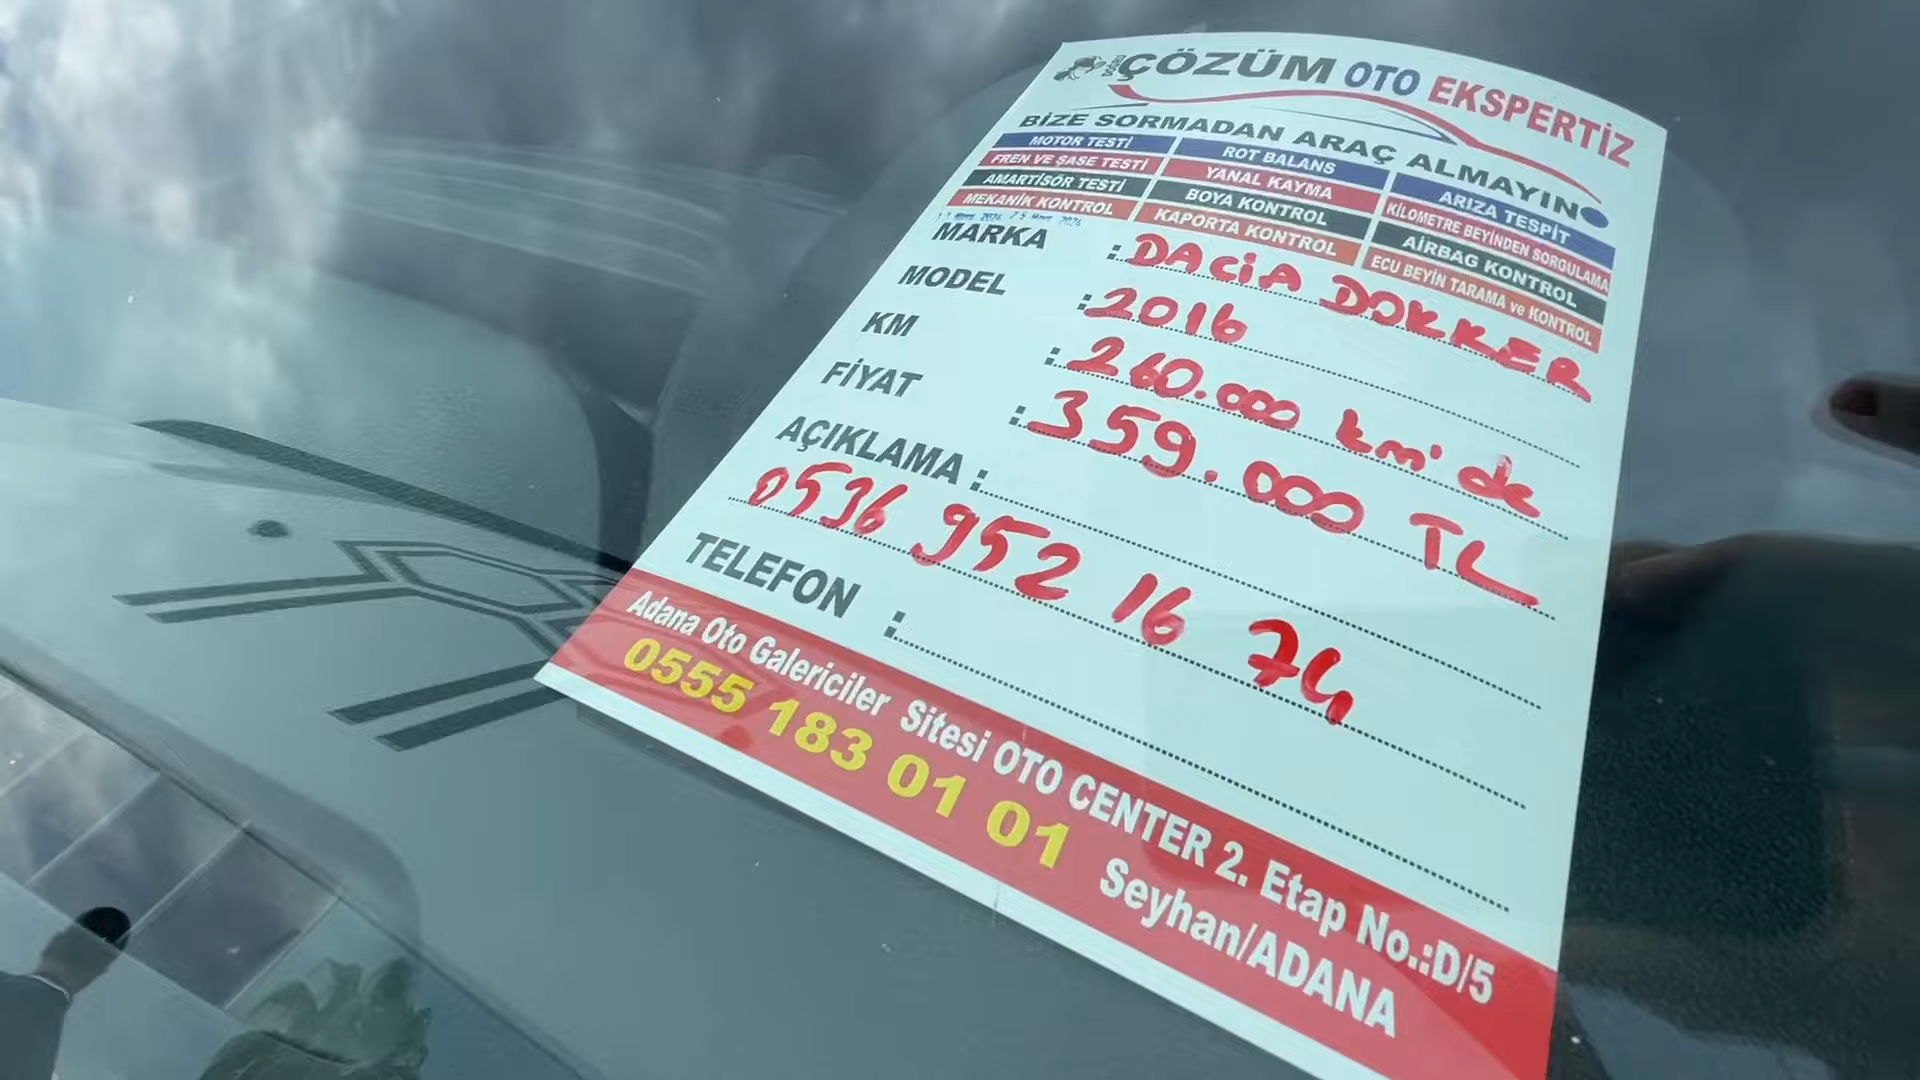 ÇÖZÜM OTO EKSPERTİZ
BİZE SORMADAN ARAÇ ALMAYIN
MOTOR TESTİ ROT BALANS ARIZA TESPİT
FREN VE ŞASE TESTİ YANAL KAYMA KİLOMETRE BEYİNDEN SORGULAMA
AMARTİSÖR TESTİ BOYA KONTROL AİRBAG KONTROL
MEKANİK KONTROL KAPORTA KONTROL ECU BEYİN TARAMA ve KONTROL
MARKA : DACİA DOKKER
MODEL : 2016
KM : 260.000 km'de
FİYAT : 359.000 TL
AÇIKLAMA :
0536 952 16 74
TELEFON :
Adana Oto Galericiler Sitesi OTO CENTER 2. Etap No.:D/5
0555 183 01 01 Seyhan/ADANA